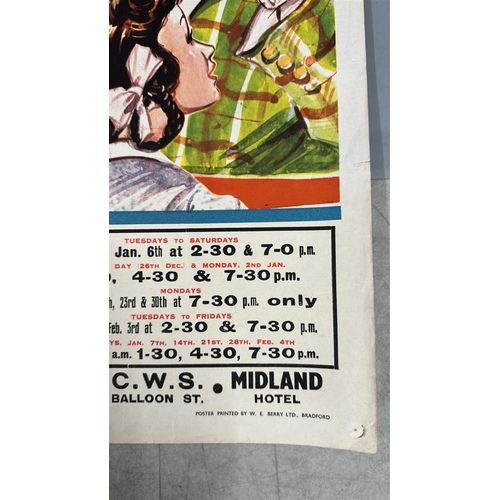 TUESDAYS TO SATURDAYS
Jan. 6th at 2-30 & 7-0 p.m.
DAY (26TH DEC.) & MONDAY, 2ND JAN.
4-30 & 7-30 p.m.
MONDAYS
23rd & 30th at 7-30 p.m. only
TUESDAYS TO FRIDAYS
Feb. 3rd at 2-30 & 7-30 p.m.
JAN. 7TH, 14TH, 21ST, 28TH, FEB. 4TH
a.m. 1-30, 4-30, 7-30 p.m.
C.W.S. • MIDLAND
BALLOON ST. HOTEL
POSTER PRINTED BY W. E. BERRY LTD., BRADFORD